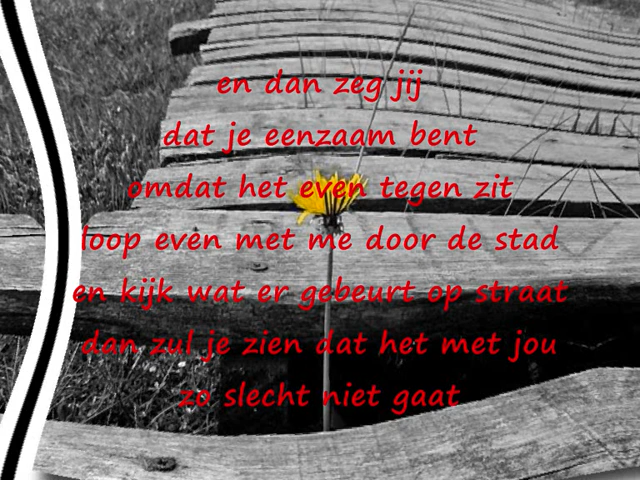 en dan zeg jij
dat je eenzaam bent
omdat het even tegen zit
loop even met me door de stad
en kijk wat er gebeurt op straat
dan zul je zien dat het met jou
zo slecht niet gaat